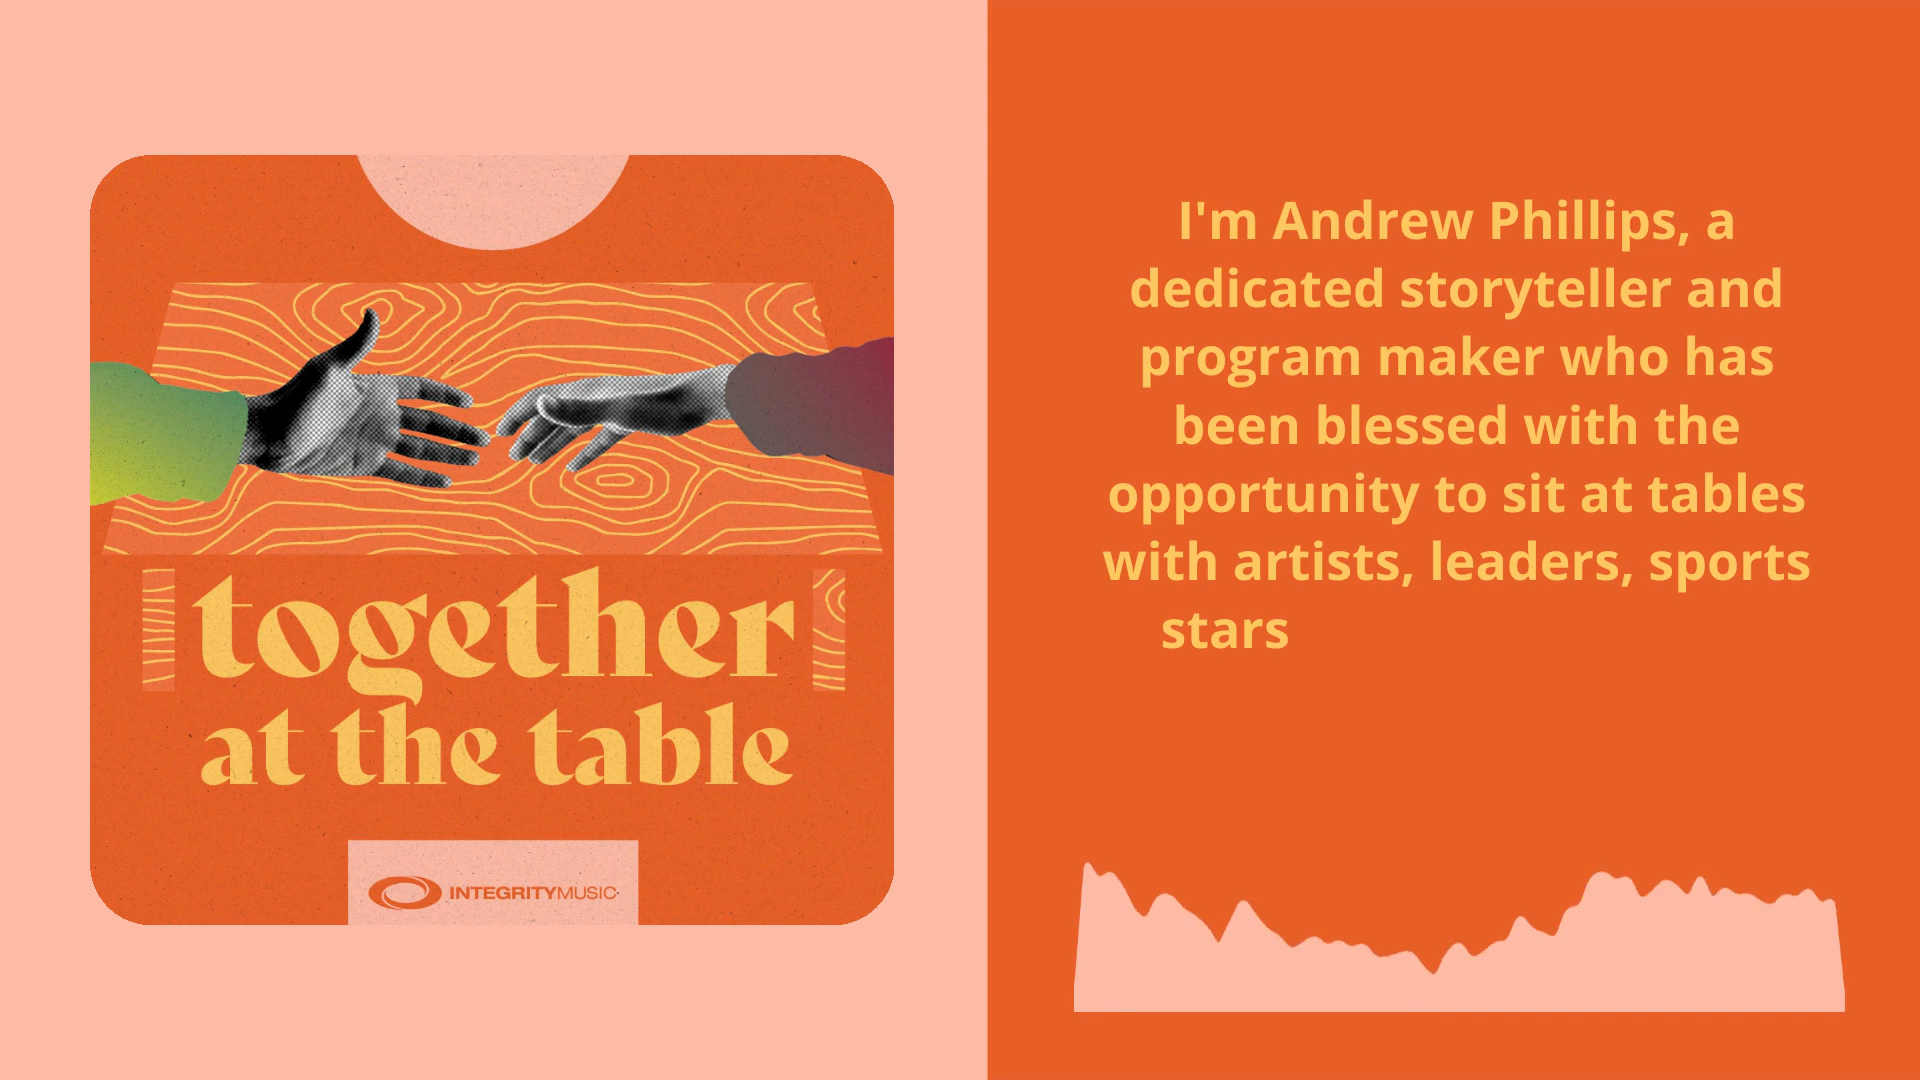 together
at the table
INTEGRITYMUSIC
I'm Andrew Phillips, a
dedicated storyteller and
program maker who has
been blessed with the
opportunity to sit at tables
with artists, leaders, sports
stars